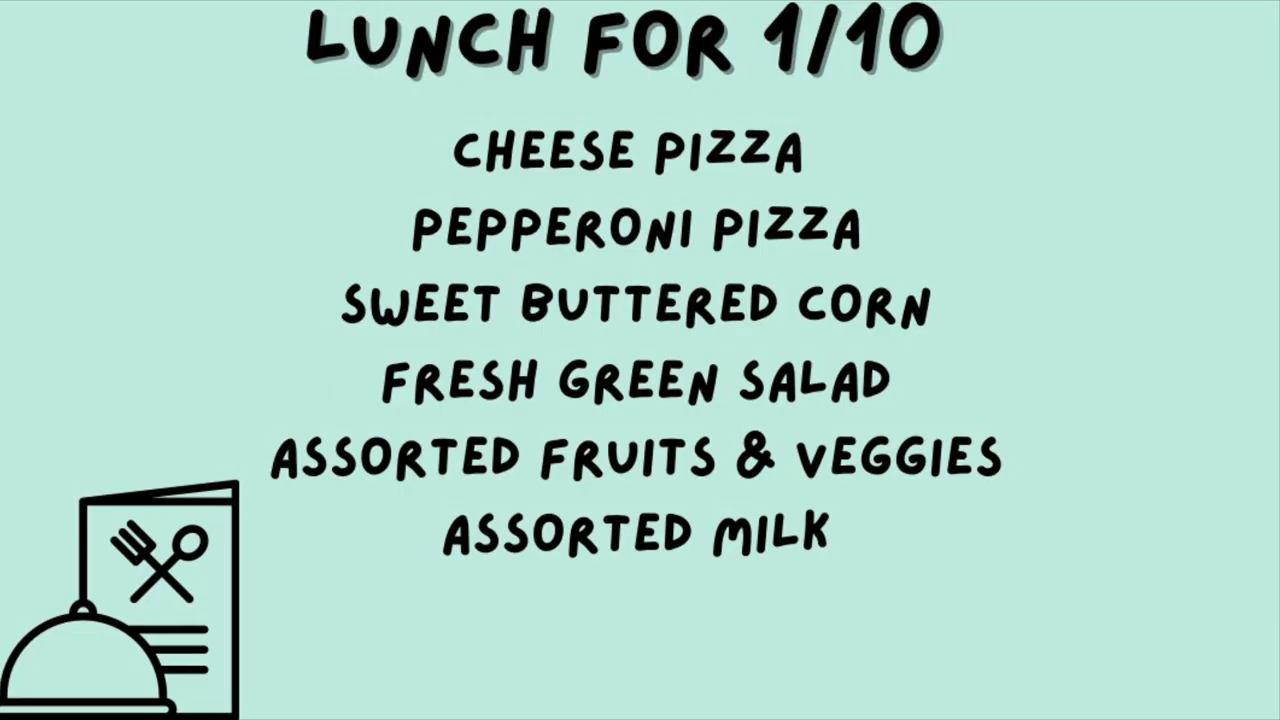 LUNCH FOR 1/10
CHEESE PIZZA
PEPPERONI PIZZA
SWEET BUTTERED CORN
FRESH GREEN SALAD
ASSORTED FRUITS & VEGGIES
ASSORTED MILK